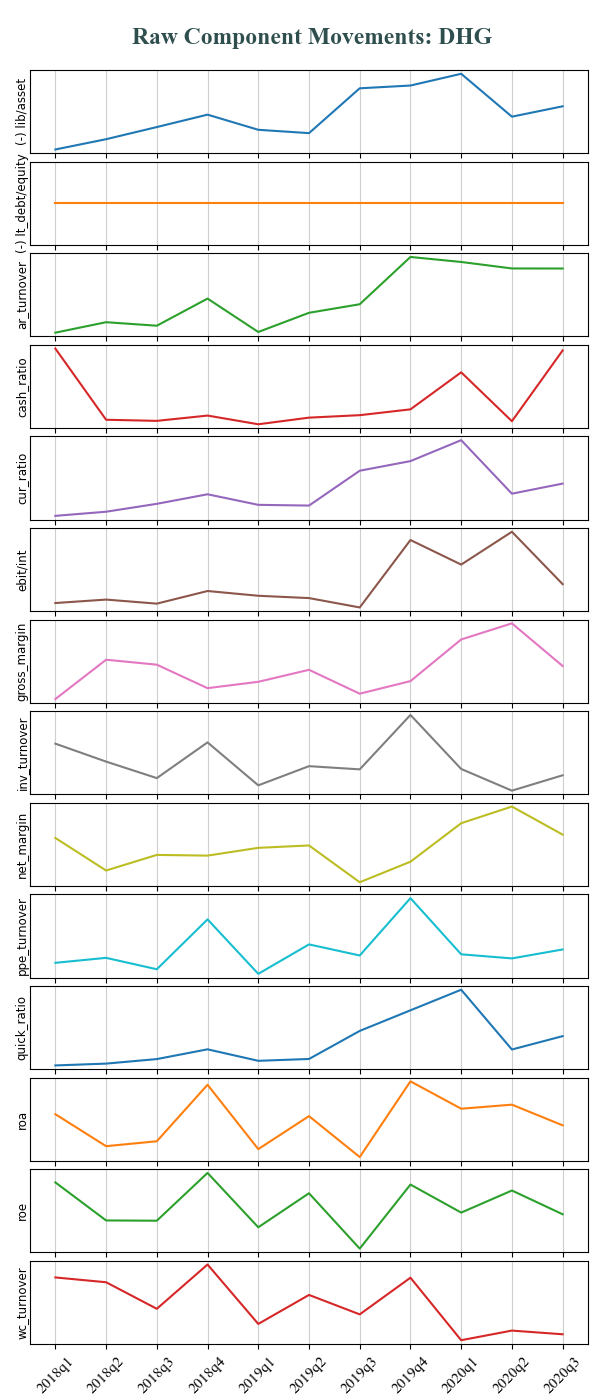 Raw Component Movements: DHG
(-) lib/asset
(-) lt_debt/equity
ar_turnover
cash_ratio
cur_ratio
ebit/int
gross_margin
inv_turnover
net_margin
ppe_turnover
quick_ratio
roa
roe
wc_turnover
2018q1 2018q2 2018q3 2018q4 2019q1 2019q2 2019q3 2019q4 2020q1 2020q2 2020q3